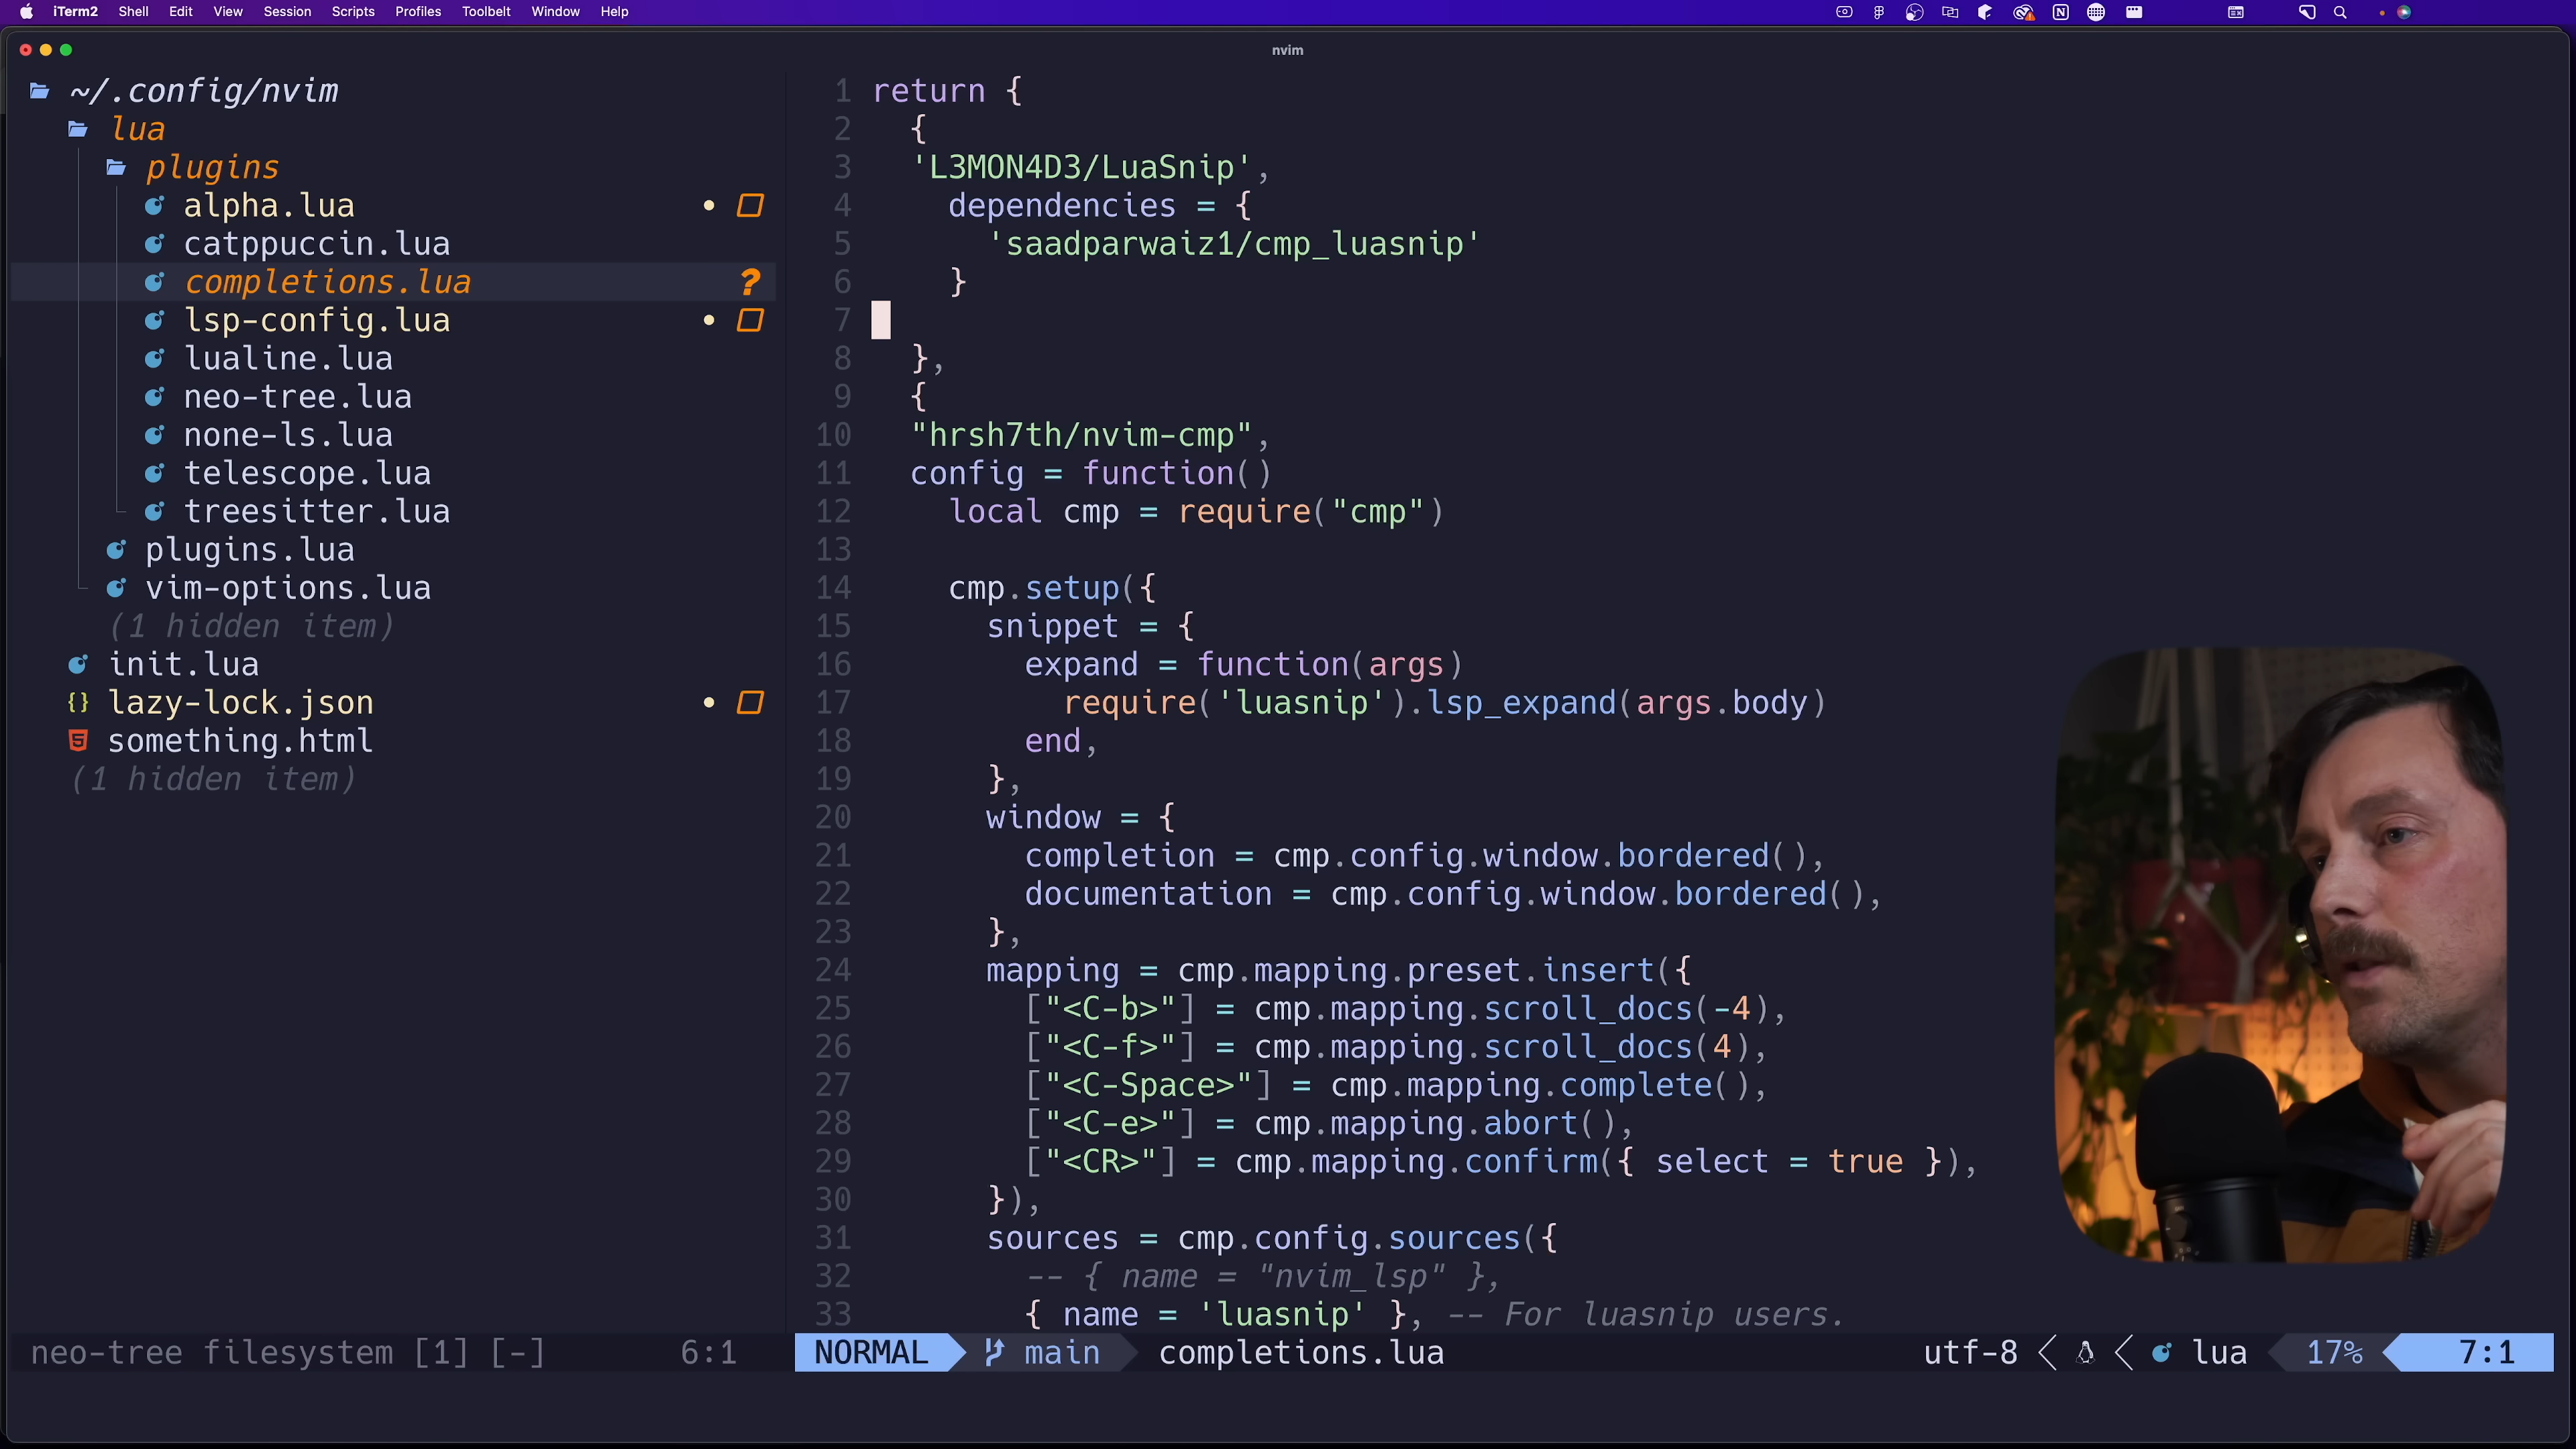 iTerm2 Shell Edit View Session Scripts Profiles Toolbelt Window Help
nvim
~/.config/nvim
lua
plugins
alpha.lua
catppuccin.lua
completions.lua ?
lsp-config.lua
lualine.lua
neo-tree.lua
none-ls.lua
telescope.lua
treesitter.lua
plugins.lua
vim-options.lua
(1 hidden item)
init.lua
lazy-lock.json
something.html
(1 hidden item)
neo-tree filesystem [1] [-] 6:1
1 return {
2 {
3 'L3MON4D3/LuaSnip',
4 dependencies = {
5 'saadparwaiz1/cmp_luasnip'
6 }
7
8 },
9 {
10 "hrsh7th/nvim-cmp",
11 config = function()
12 local cmp = require("cmp")
13
14 cmp.setup({
15 snippet = {
16 expand = function(args)
17 require('luasnip').lsp_expand(args.body)
18 end,
19 },
20 window = {
21 completion = cmp.config.window.bordered(),
22 documentation = cmp.config.window.bordered(),
23 },
24 mapping = cmp.mapping.preset.insert({
25 ["<C-b>"] = cmp.mapping.scroll_docs(-4),
26 ["<C-f>"] = cmp.mapping.scroll_docs(4),
27 ["<C-Space>"] = cmp.mapping.complete(),
28 ["<C-e>"] = cmp.mapping.abort(),
29 ["<CR>"] = cmp.mapping.confirm({ select = true }),
30 }),
31 sources = cmp.config.sources({
32 -- { name = "nvim_lsp" },
33 { name = 'luasnip' }, -- For luasnip users.
NORMAL main completions.lua utf-8 lua 17% 7:1